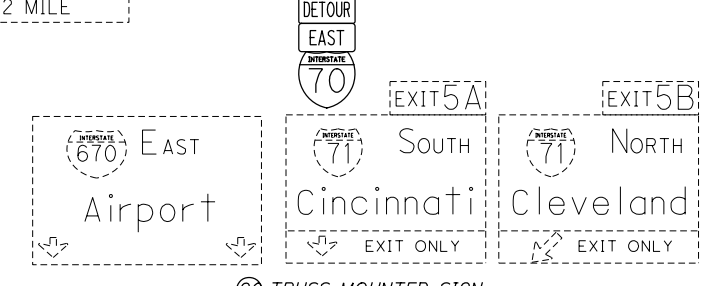 2 MILE
DETOUR
EAST
INTERSTATE
70
EXIT 5A
EXIT 5B
INTERSTATE
670
EAST
Airport
INTERSTATE
71
SOUTH
Cincinnati
EXIT ONLY
INTERSTATE
71
NORTH
Cleveland
EXIT ONLY
TRUSS MOUNTED SIGN